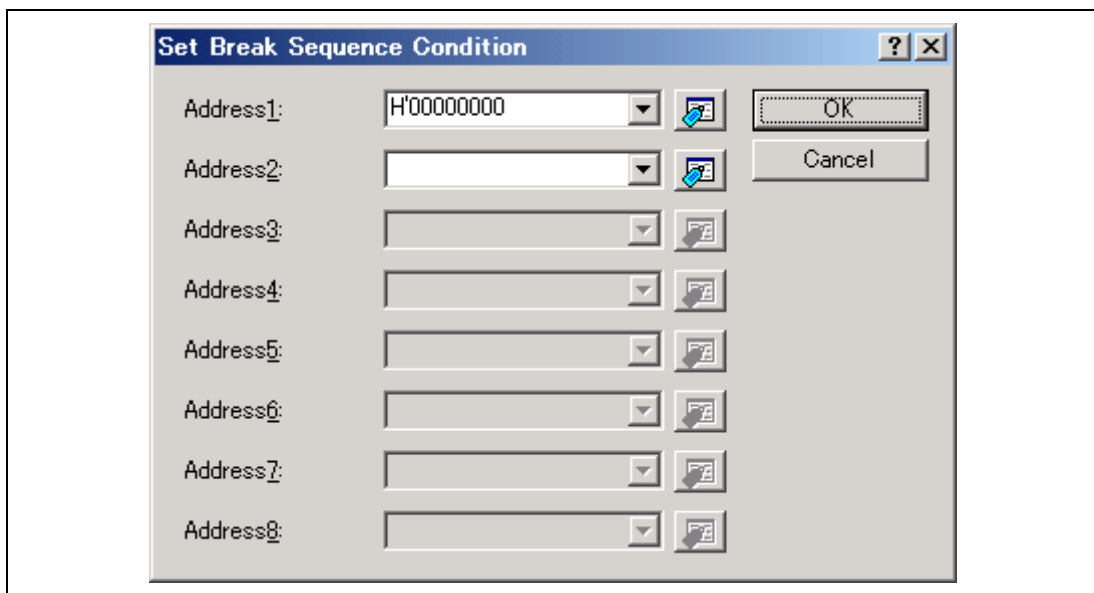 Set Break Sequence Condition
Address1:
H'00000000
OK
Address2:
Cancel
Address3:
Address4:
Address5:
Address6:
Address7:
Address8: